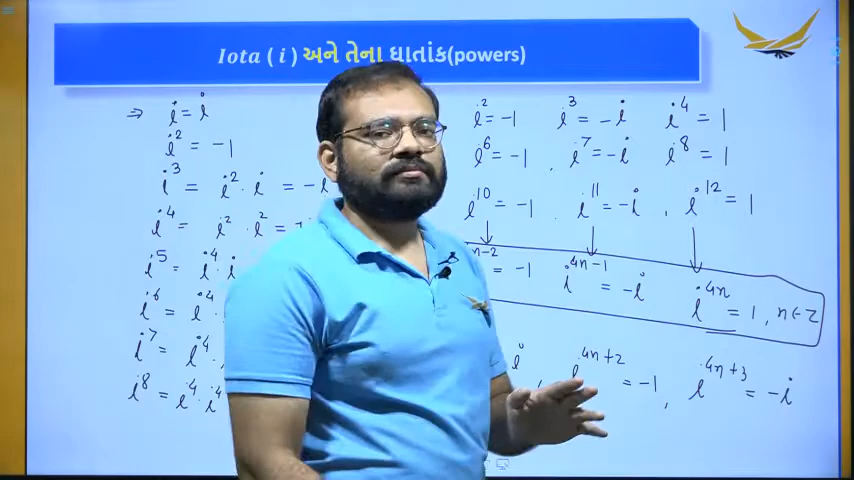 Iota ( i ) અને તેના ઘાતાંક(powers)
⇒ i = i
i² = -1
i³ = i² · i = -i
i⁴ = i² · i² =
i⁵ = i⁴ · i
i⁶ = i⁴
i⁷ = i⁴ .
i⁸ = i⁴ · i⁴
i² = -1 i³ = -i i⁴ = 1
i⁶ = -1 , i⁷ = -i i⁸ = 1
i¹⁰ = -1 . i¹¹ = -i , i¹² = 1
n-2 = -1 i⁴ⁿ⁻¹ = -i i⁴ⁿ = 1 , n ∈ Z
i , i⁴ⁿ⁺² = -1 , i⁴ⁿ⁺³ = -i